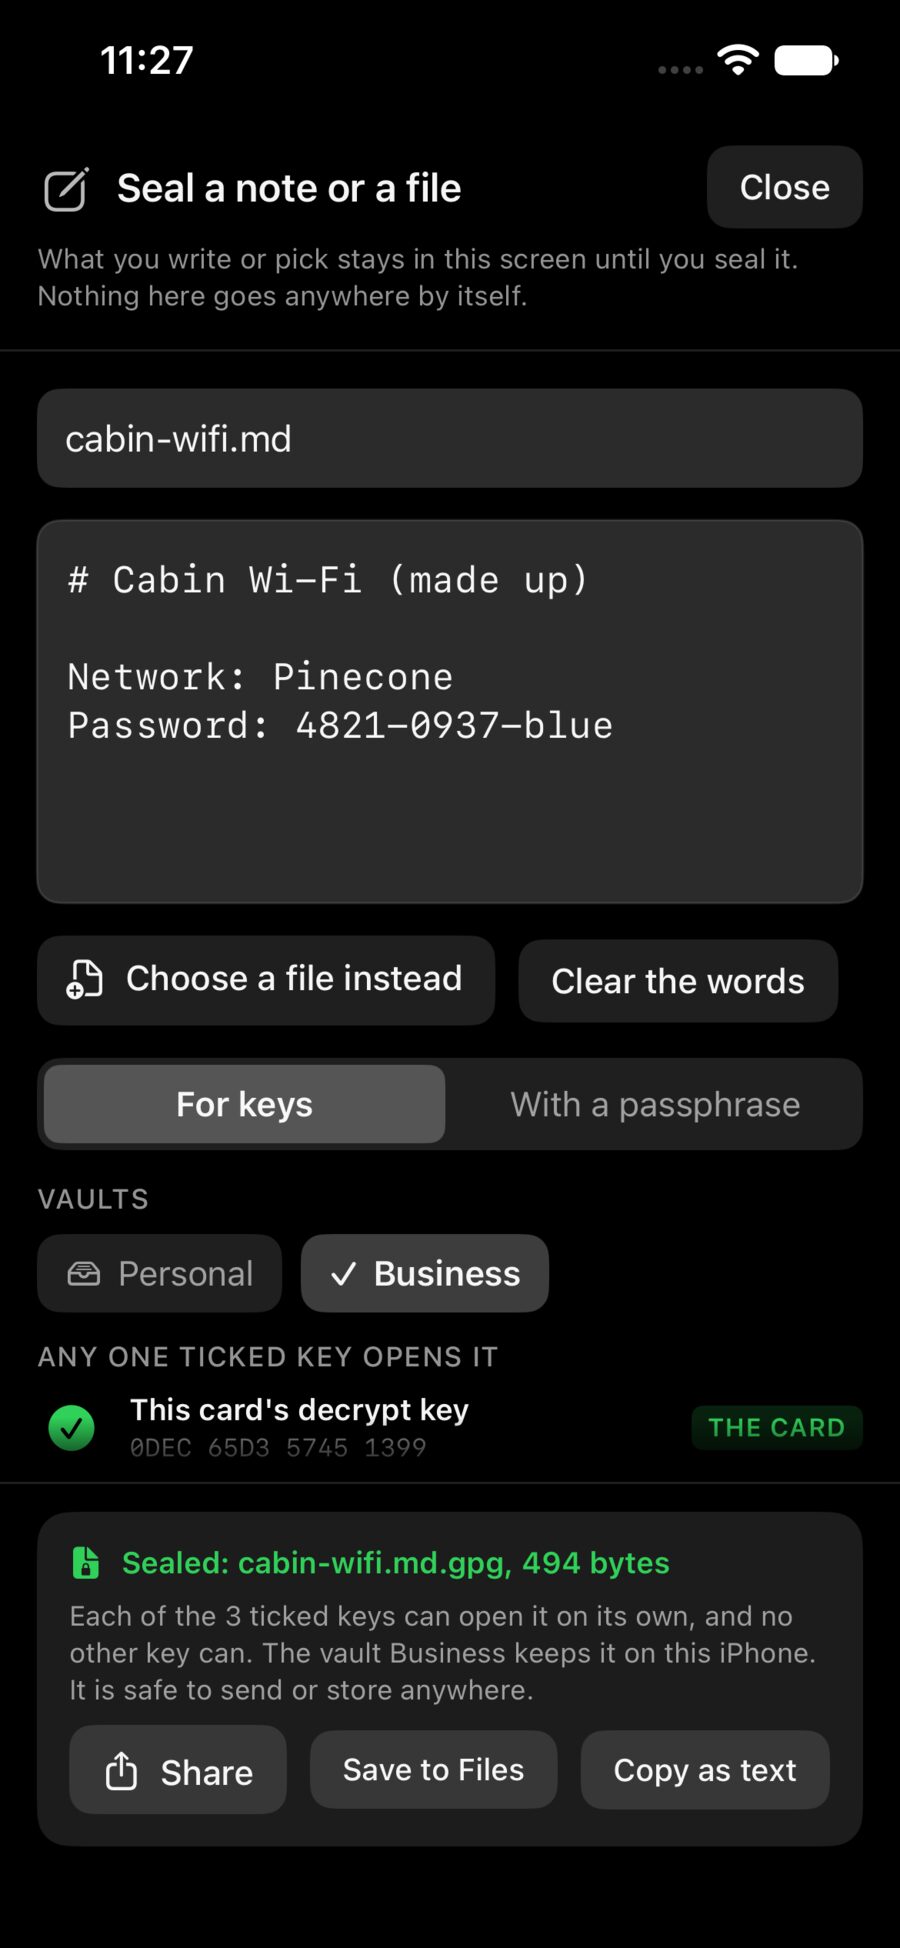 11:27
Seal a note or a file
Close
What you write or pick stays in this screen until you seal it.
Nothing here goes anywhere by itself.
cabin-wifi.md
# Cabin Wi-Fi (made up)
Network: Pinecone
Password: 4821-0937-blue
Choose a file instead
Clear the words
For keys
With a passphrase
VAULTS
Personal
Business
ANY ONE TICKED KEY OPENS IT
This card's decrypt key
0DEC 65D3 5745 1399
THE CARD
Sealed: cabin-wifi.md.gpg, 494 bytes
Each of the 3 ticked keys can open it on its own, and no
other key can. The vault Business keeps it on this iPhone.
It is safe to send or store anywhere.
Share
Save to Files
Copy as text